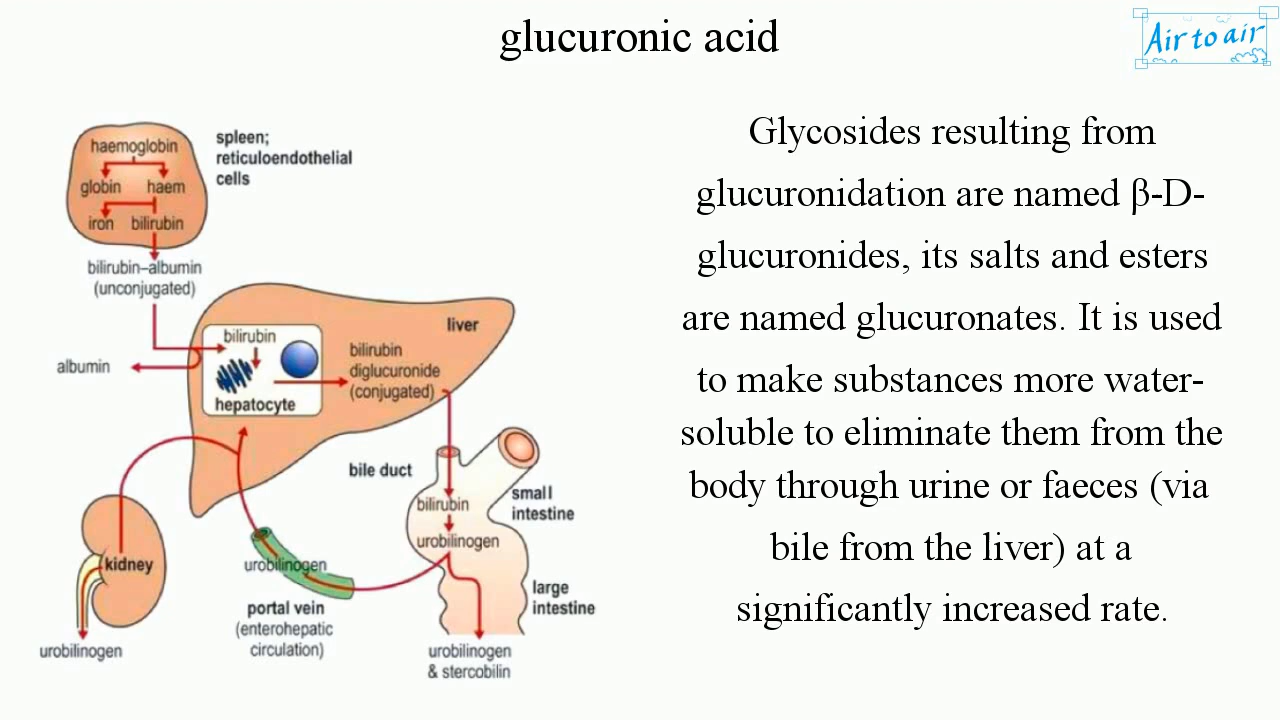 glucuronic acid
Air to air
haemoglobin
globin haem
iron bilirubin
spleen;
reticuloendothelial
cells
bilirubin–albumin
(unconjugated)
albumin
liver
bilirubin
hepatocyte
bilirubin
diglucuronide
(conjugated)
bile duct
small
intestine
bilirubin
urobilinogen
kidney
urobilinogen
portal vein
(enterohepatic
circulation)
large
intestine
urobilinogen
urobilinogen
& stercobilin
Glycosides resulting from
glucuronidation are named β-D-
glucuronides, its salts and esters
are named glucuronates. It is used
to make substances more water-
soluble to eliminate them from the
body through urine or faeces (via
bile from the liver) at a
significantly increased rate.